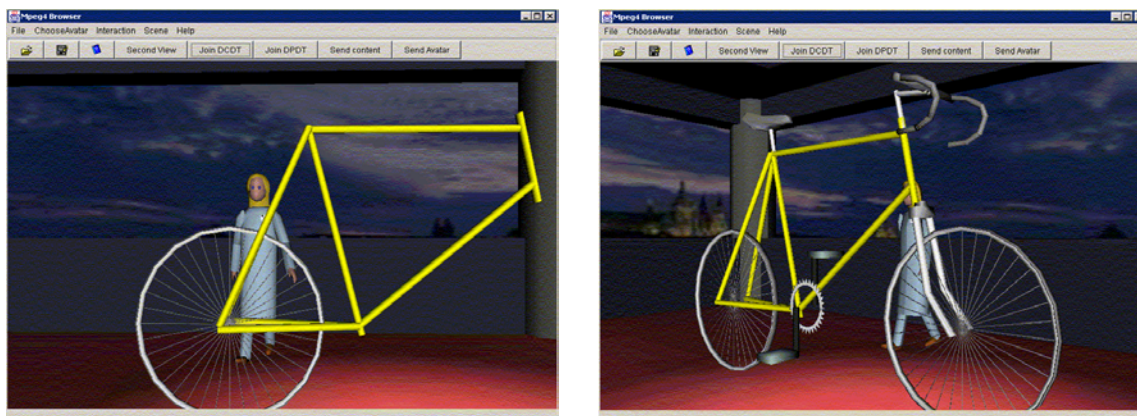 Mpeg4 Browser
File ChooseAvatar Interaction Scene Help
Second View Join DCDT Join DPDT Send content Send Avatar
Mpeg4 Browser
File ChooseAvatar Interaction Scene Help
Second View Join DCDT Join DPDT Send content Send Avatar